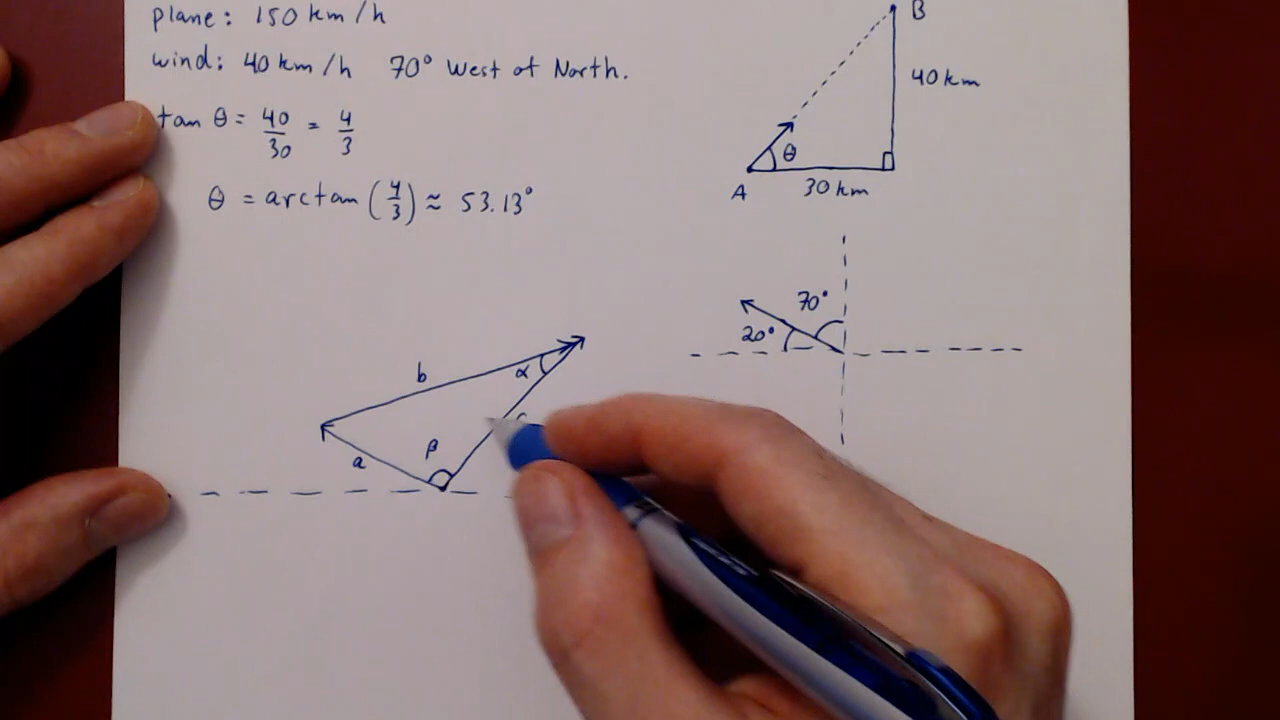 plane: 150 km/h
wind: 40 km/h 70° West of North.
tan θ = 40/30 = 4/3
θ = arctan (4/3) ≈ 53.13°
B
40 km
θ
A
30 km
70°
20°
b
α
β
a